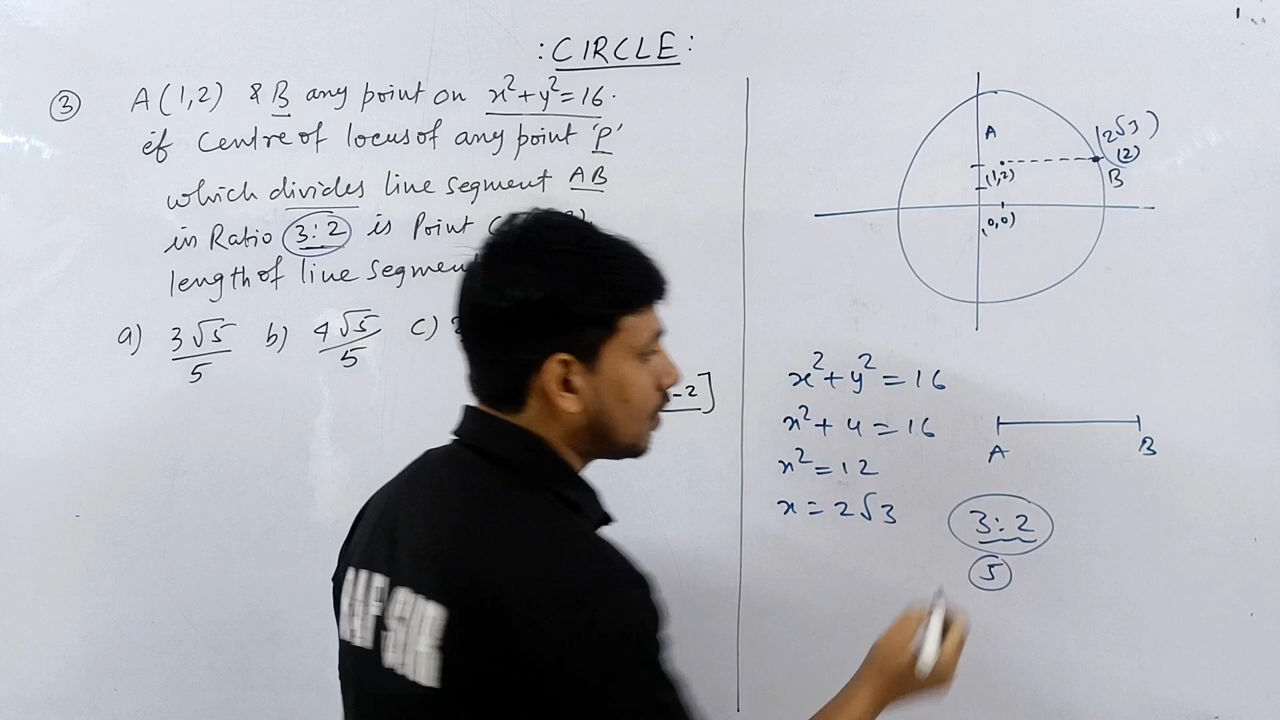 : CIRCLE :
③ A(1,2) & B any point on x²+y²=16.
if Centre of locus of any point 'P'
which divides line segment AB
in Ratio 3:2 is Point C
length of line segmen
a) 3√5/5 b) 4√5/5 c) 2
-2]
A
(1,2)
(0,0)
(2√3)
(2)
B
x²+y²=16
x²+4=16
x²=12
x=2√3
A B
3:2
5